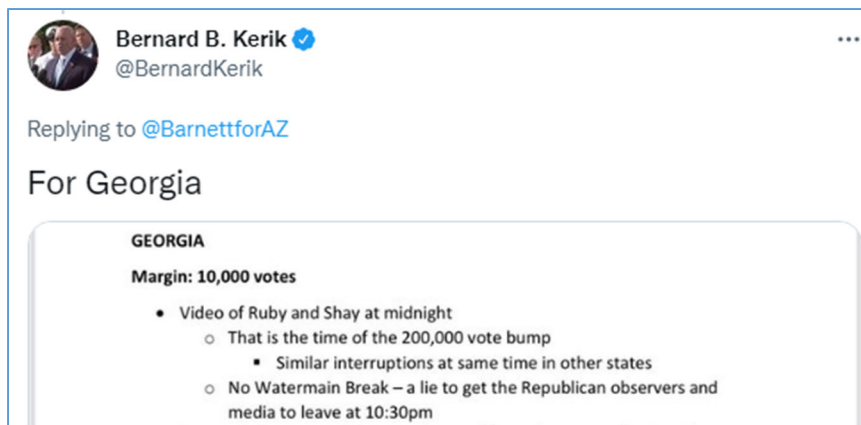 Bernard B. Kerik
@BernardKerik
Replying to @BarnettforAZ
For Georgia
GEORGIA
Margin: 10,000 votes
• Video of Ruby and Shay at midnight
o That is the time of the 200,000 vote bump
▪ Similar interruptions at same time in other states
o No Watermain Break – a lie to get the Republican observers and
media to leave at 10:30pm